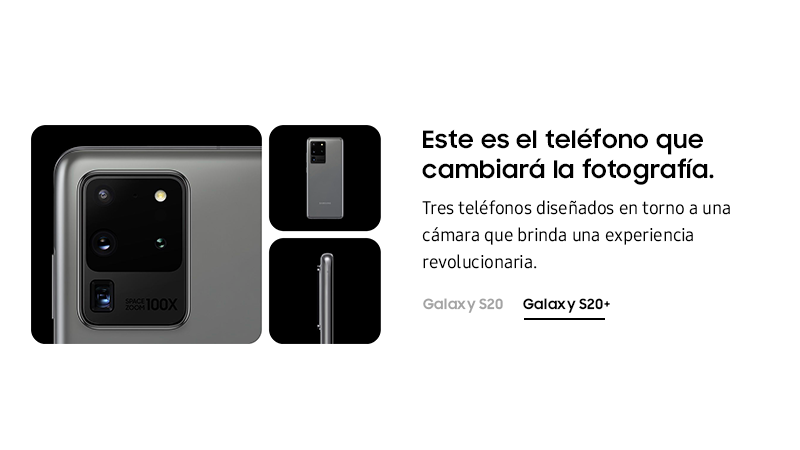 SPACE
ZOOM 100X
Este es el teléfono que
cambiará la fotografía.
Tres teléfonos diseñados en torno a una
cámara que brinda una experiencia
revolucionaria.
Galaxy S20 Galaxy S20+